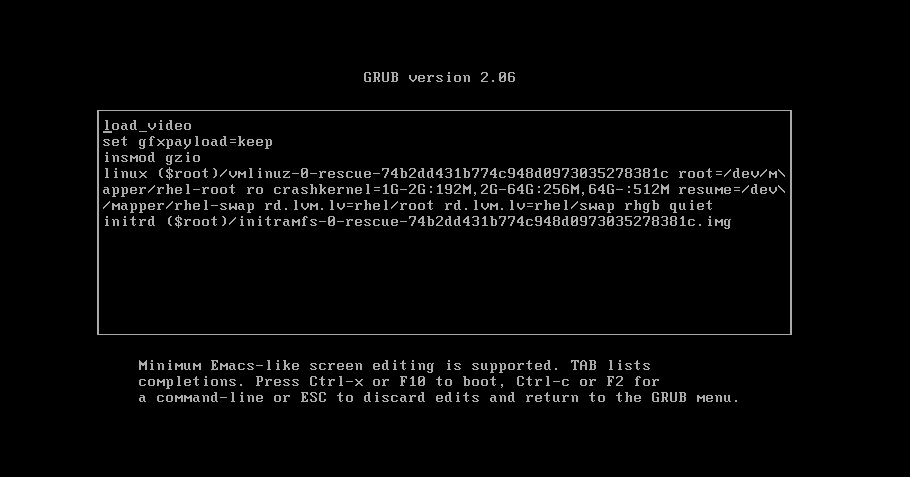 GRUB version 2.06
load_video
set gfxpayload=keep
insmod gzio
linux ($root)/vmlinuz-0-rescue-74b2dd431b774c948d0973035278381c root=/dev/m\
apper/rhel-root ro crashkernel=1G-2G:192M,2G-64G:256M,64G-:512M resume=/dev\
/mapper/rhel-swap rd.lvm.lv=rhel/root rd.lvm.lv=rhel/swap rhgb quiet
initrd ($root)/initramfs-0-rescue-74b2dd431b774c948d0973035278381c.img
Minimum Emacs-like screen editing is supported. TAB lists
completions. Press Ctrl-x or F10 to boot, Ctrl-c or F2 for
a command-line or ESC to discard edits and return to the GRUB menu.